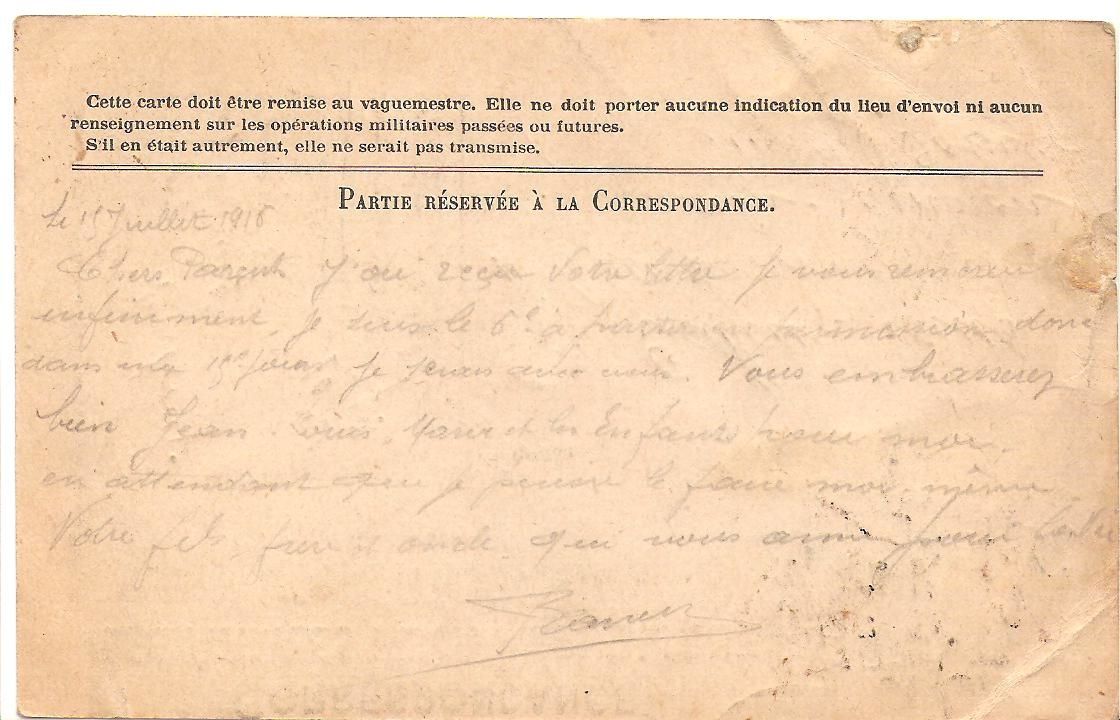 Cette carte doit être remise au vaguemestre. Elle ne doit porter aucune indication du lieu d'envoi ni aucun
renseignement sur les opérations militaires passées ou futures.
S'il en était autrement, elle ne serait pas transmise.
PARTIE RÉSERVÉE À LA CORRESPONDANCE.
le 15 Juillet
Chers Parents J'ai reçu votre lettre je vous remercie
infiniment, je suis le 6e à partir en permission donc
dans les jours je serais avec vous. Vous embrasserez
bien Jean Louis, Marie et les Enfants pour moi
en attendant que je puisse le faire moi même
Votre fils frère et oncle qui vous aime pour la vie